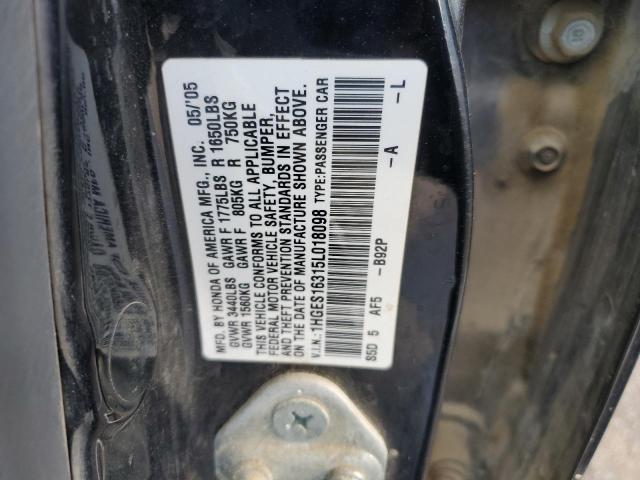 MFD. BY HONDA OF AMERICA MFG., INC. 05/'05
GVWR 3440LBS GAWR F 1775LBS R 1650LBS
GVWR 1560KG GAWR F 805KG R 750KG
THIS VEHICLE CONFORMS TO ALL APPLICABLE
FEDERAL MOTOR VEHICLE SAFETY, BUMPER,
AND THEFT PREVENTION STANDARDS IN EFFECT
ON THE DATE OF MANUFACTURE SHOWN ABOVE.
V.I.N.: 1HGES16315L018098 TYPE: PASSENGER CAR
S5D 5 AF5 -B92P -A -L